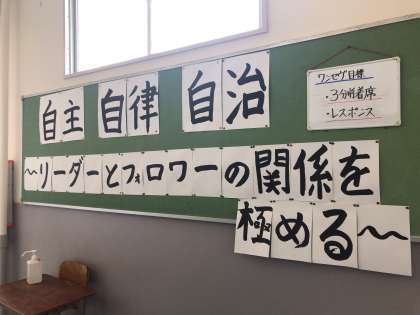 自主 自律 自治
～リーダーとフォロワーの関係を
極める～
ワンゼグ目標
・3分前着席
・レスポンス